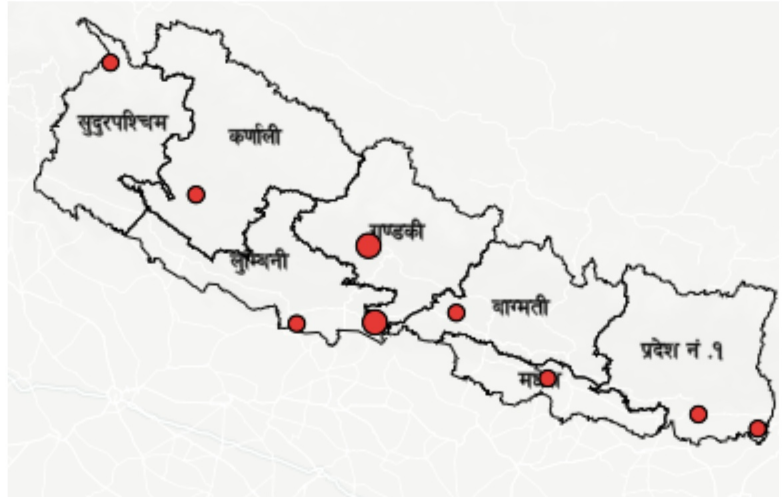 सुदुरपश्चिम
कर्णाली
गण्डकी
लुम्बिनी
बाग्मती
प्रदेश नं .१